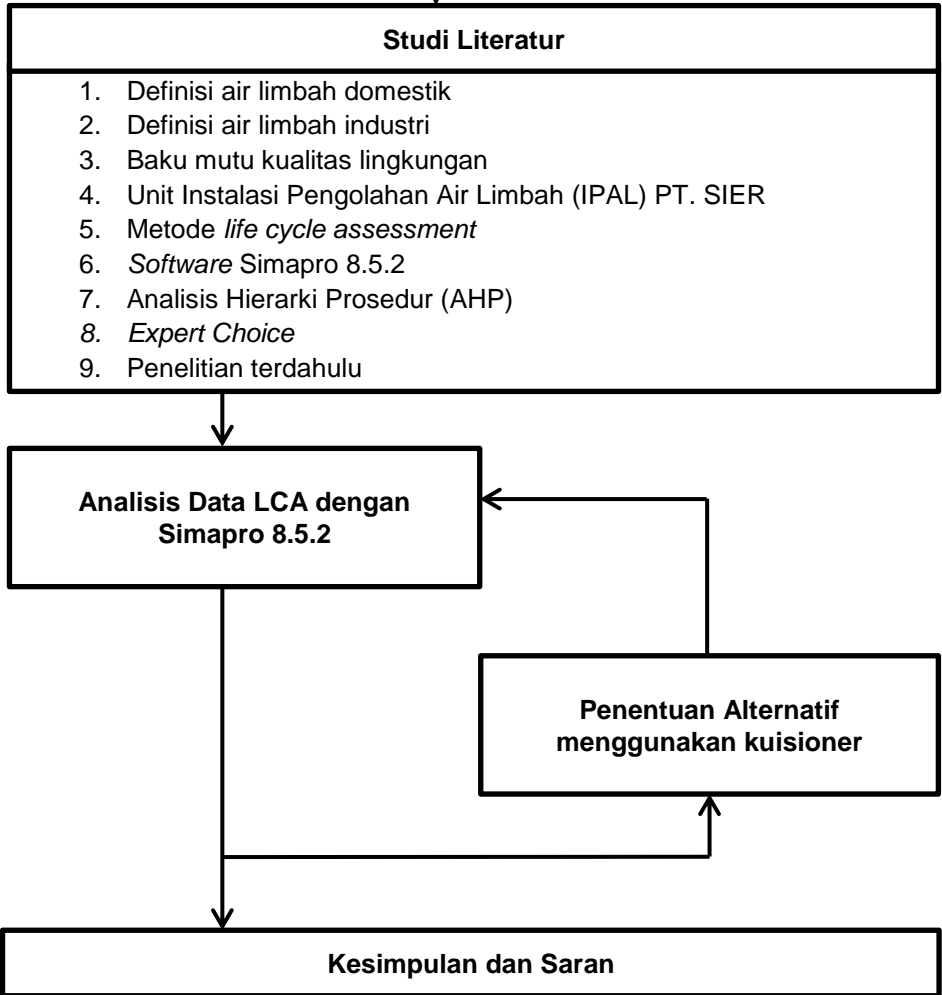 Studi Literatur
1. Definisi air limbah domestik
2. Definisi air limbah industri
3. Baku mutu kualitas lingkungan
4. Unit Instalasi Pengolahan Air Limbah (IPAL) PT. SIER
5. Metode life cycle assessment
6. Software Simapro 8.5.2
7. Analisis Hierarki Prosedur (AHP)
8. Expert Choice
9. Penelitian terdahulu
Analisis Data LCA dengan
Simapro 8.5.2
Penentuan Alternatif
menggunakan kuisioner
Kesimpulan dan Saran